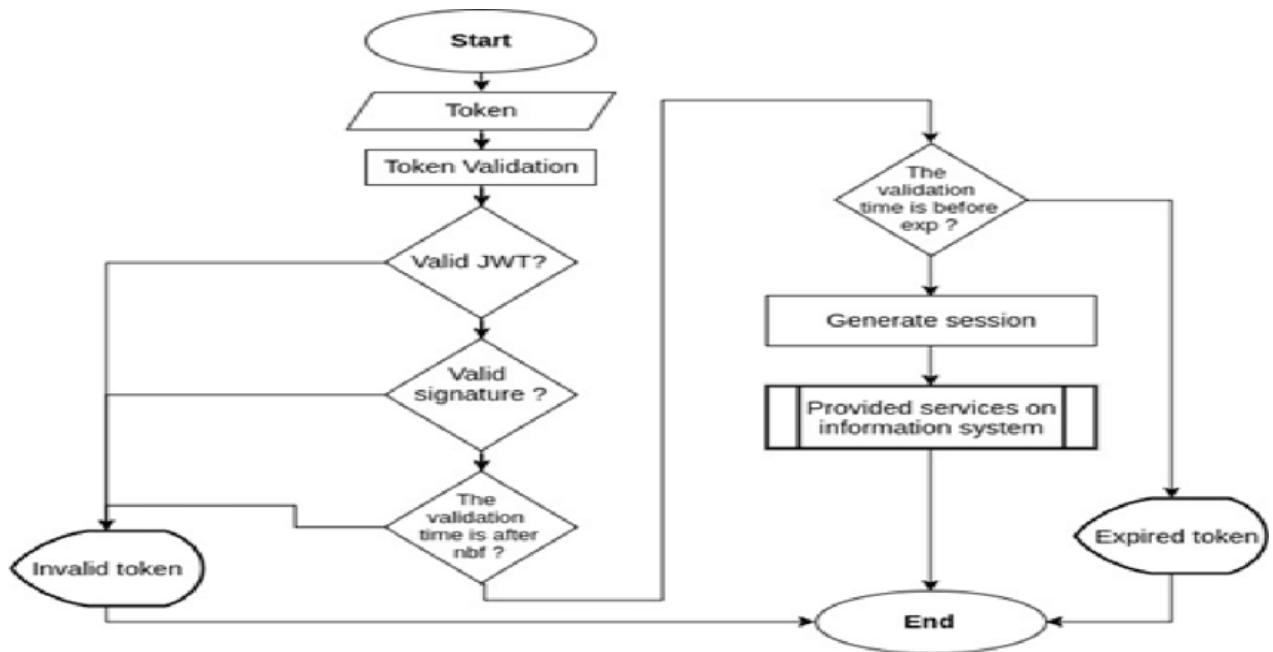 Start
Token
Token Validation
Valid JWT?
Valid
signature ?
The
validation
time is after
nbf ?
Invalid token
The
validation
time is before
exp ?
Generate session
Provided services on
information system
Expired token
End